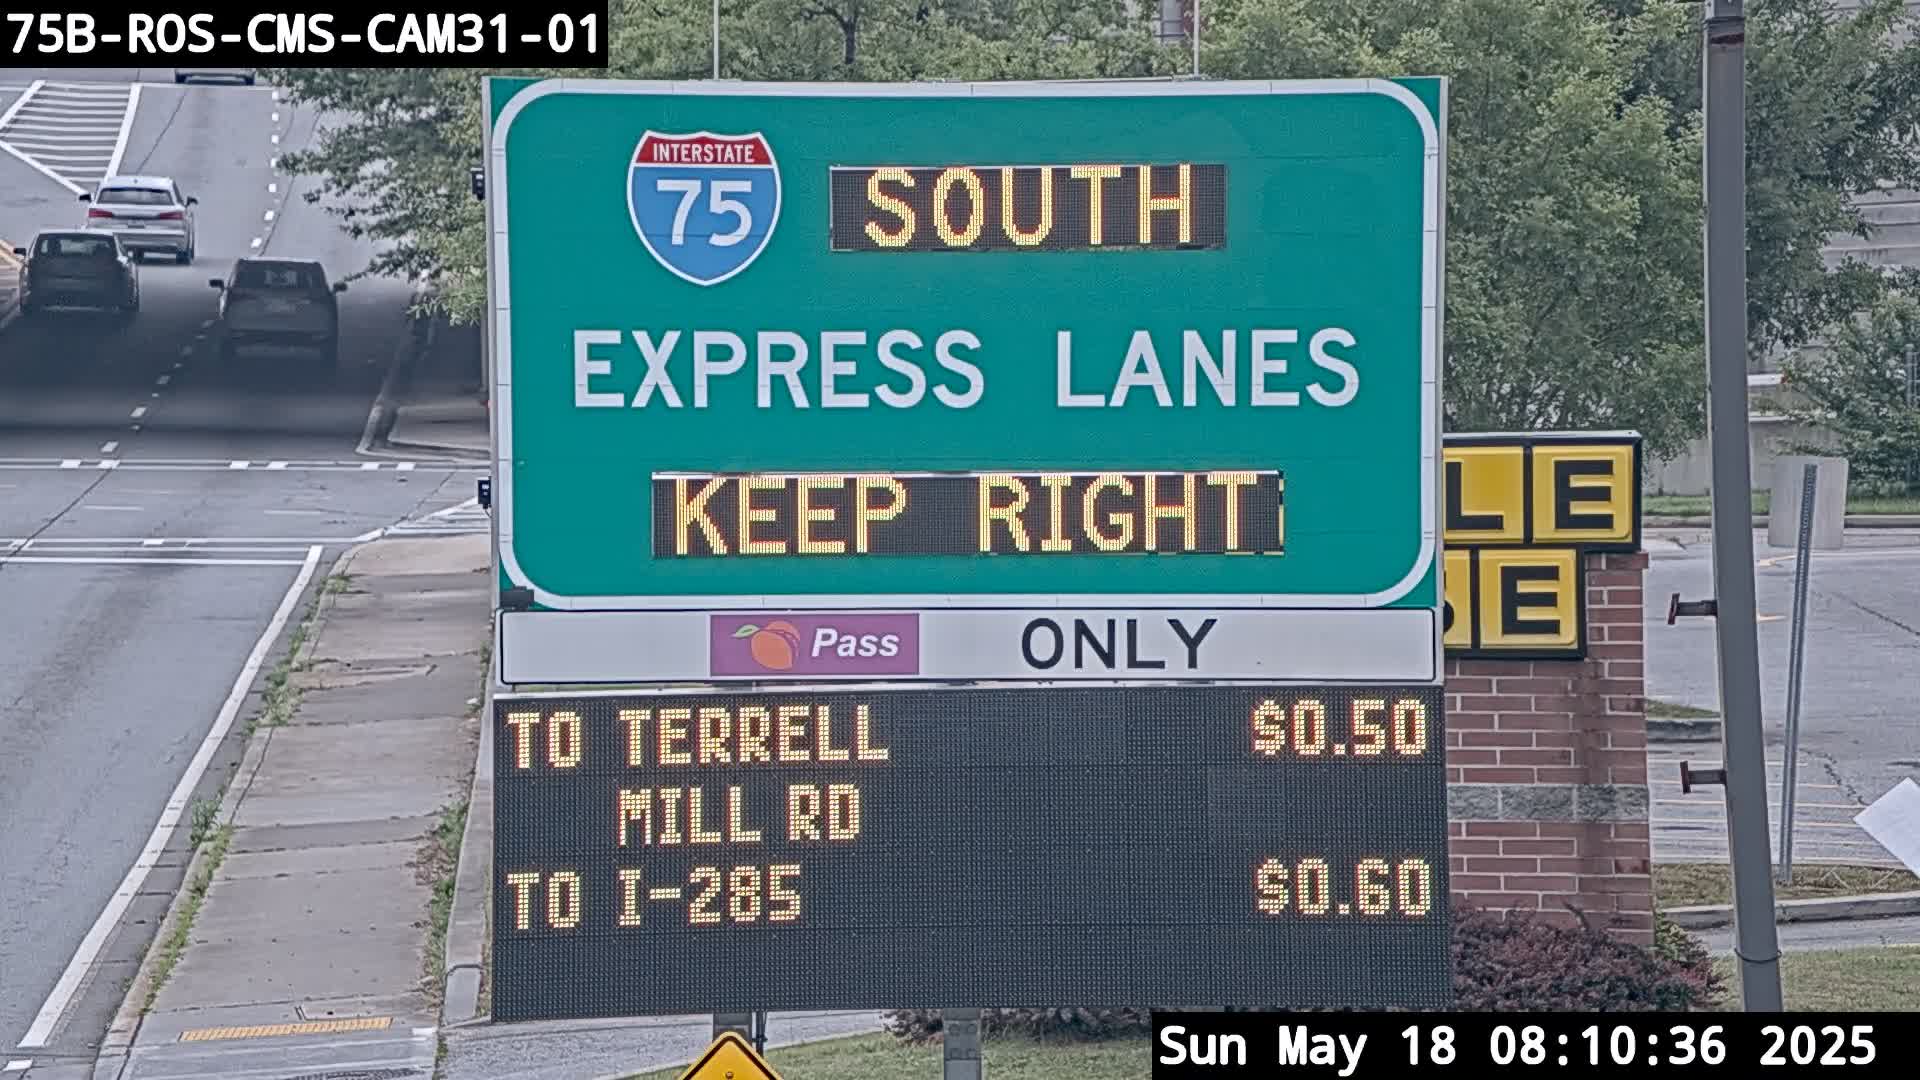 75B-ROS-CMS-CAM31-01
INTERSTATE
75
SOUTH
EXPRESS LANES
KEEP RIGHT
Pass ONLY
TO TERRELL $0.50
MILL RD
TO I-285 $0.60
LE
E
Sun May 18 08:10:36 2025